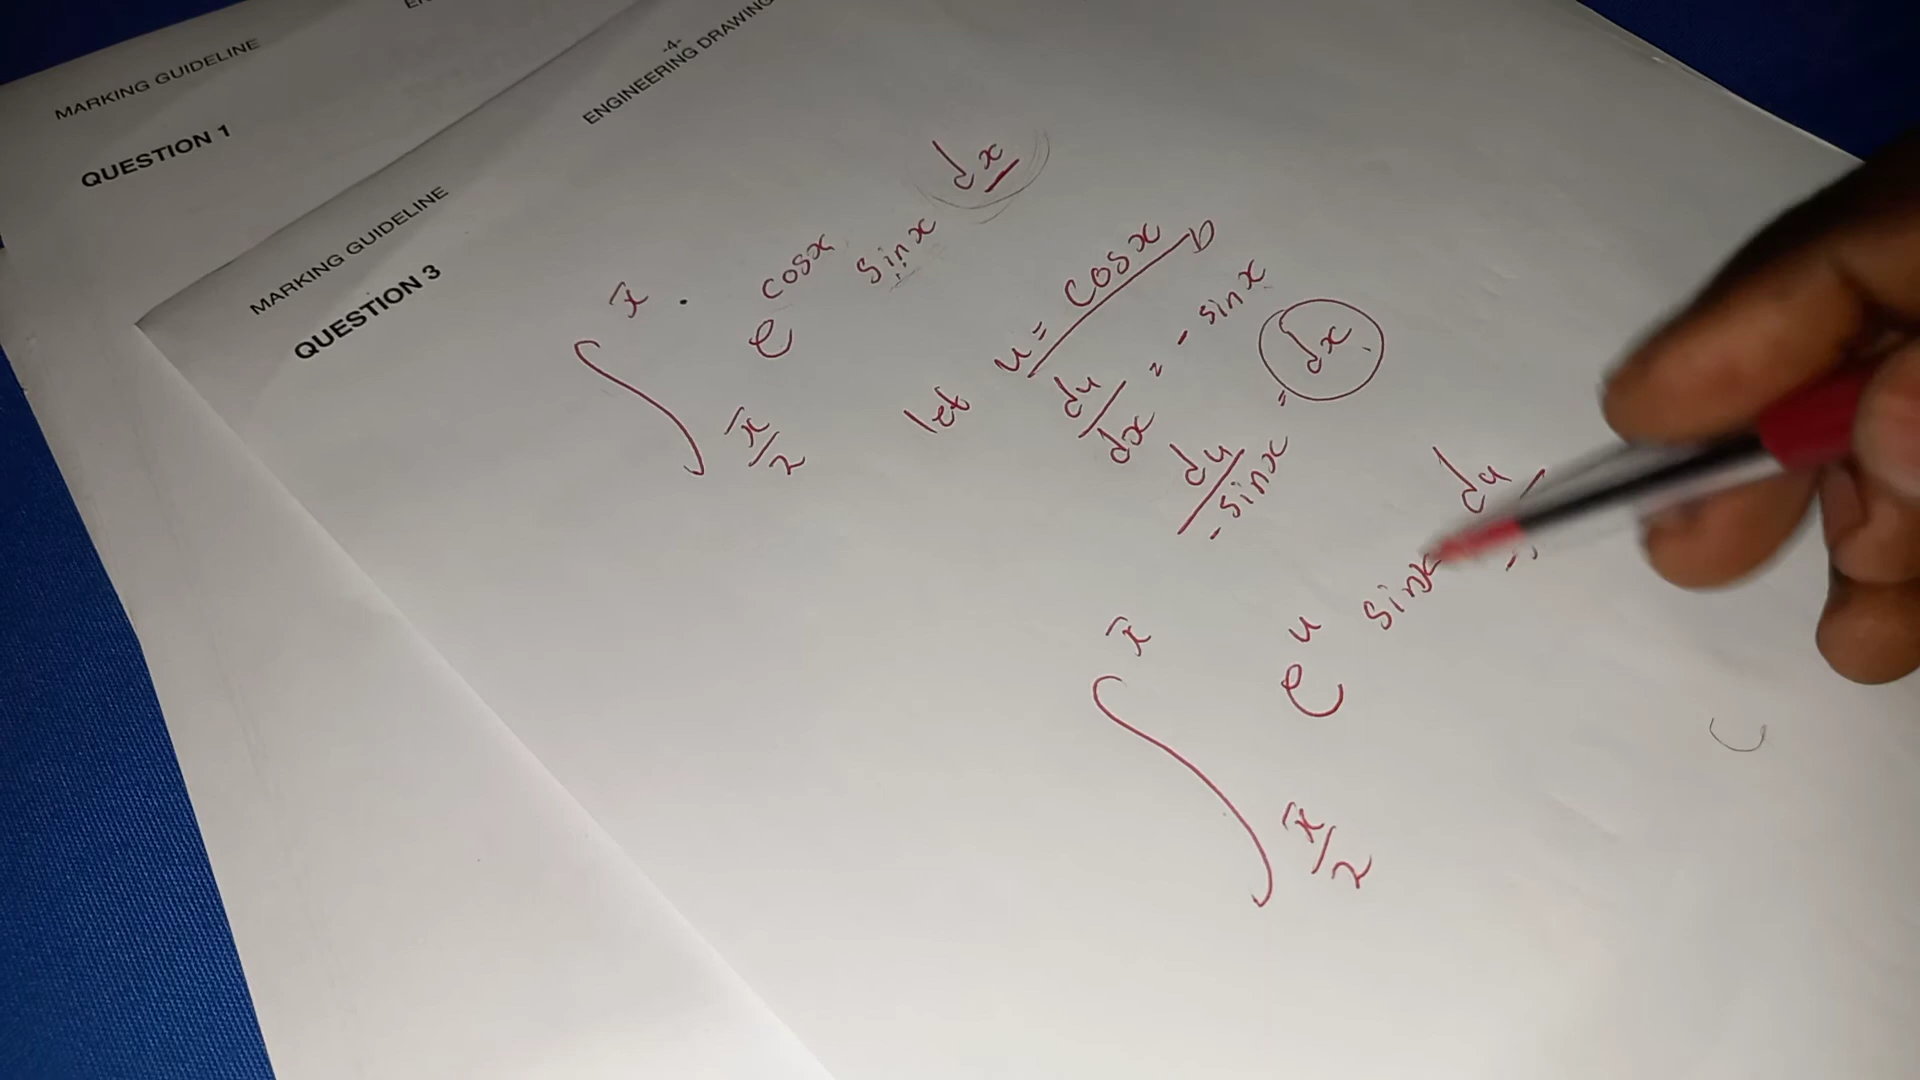 MARKING GUIDELINE
QUESTION 1
-4-
ENGINEERING DRAWING
MARKING GUIDELINE
QUESTION 3
∫_{π/2}^{π} . e^{cosx} sinx dx
let u = cosx
du/dx = - sinx
du/-sinx = dx
∫_{π/2}^{π} e^u sinx du